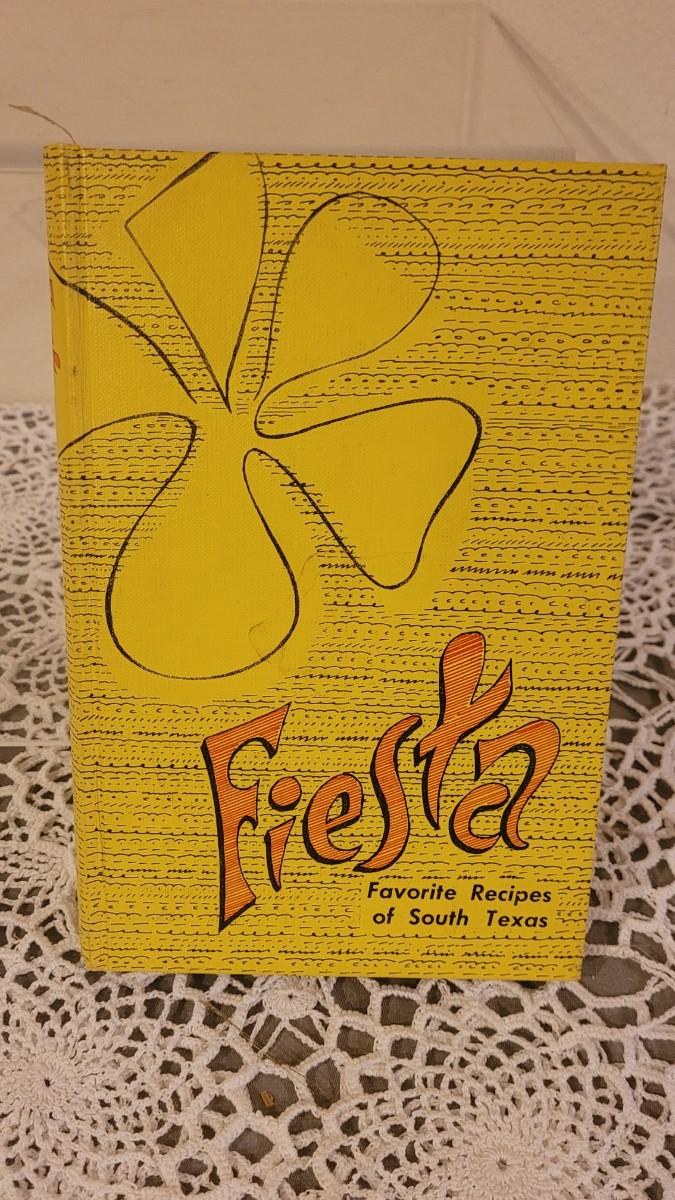 Fiesta
Favorite Recipes
of South Texas